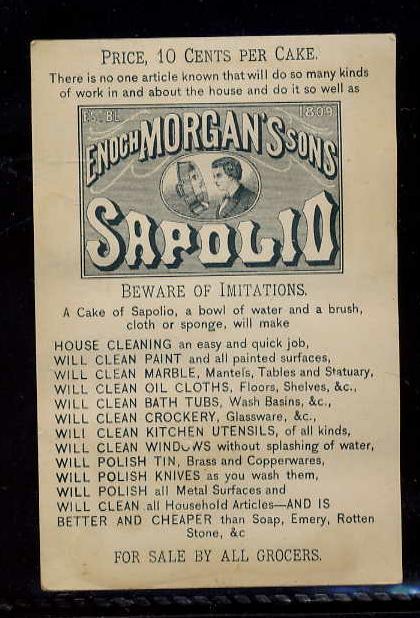 PRICE, 10 CENTS PER CAKE.
There is no one article known that will do so many kinds
of work in and about the house and do it so well as
ESTBL 1809
ENOCH MORGAN'S SONS
SAPOLIO
BEWARE OF IMITATIONS.
A Cake of Sapolio, a bowl of water and a brush,
cloth or sponge, will make
HOUSE CLEANING an easy and quick job,
WILL CLEAN PAINT and all painted surfaces,
WILL CLEAN MARBLE, Mantels, Tables and Statuary,
WILL CLEAN OIL CLOTHS, Floors, Shelves, &c.,
WILL CLEAN BATH TUBS, Wash Basins, &c.,
WILL CLEAN CROCKERY, Glassware, &c.,
WILL CLEAN KITCHEN UTENSILS, of all kinds,
WILL CLEAN WINDOWS without splashing of water,
WILL POLISH TIN, Brass and Copperwares,
WILL POLISH KNIVES as you wash them,
WILL POLISH all Metal Surfaces and
WILL CLEAN all Household Articles—AND IS
BETTER AND CHEAPER than Soap, Emery, Rotten
Stone, &c
FOR SALE BY ALL GROCERS.